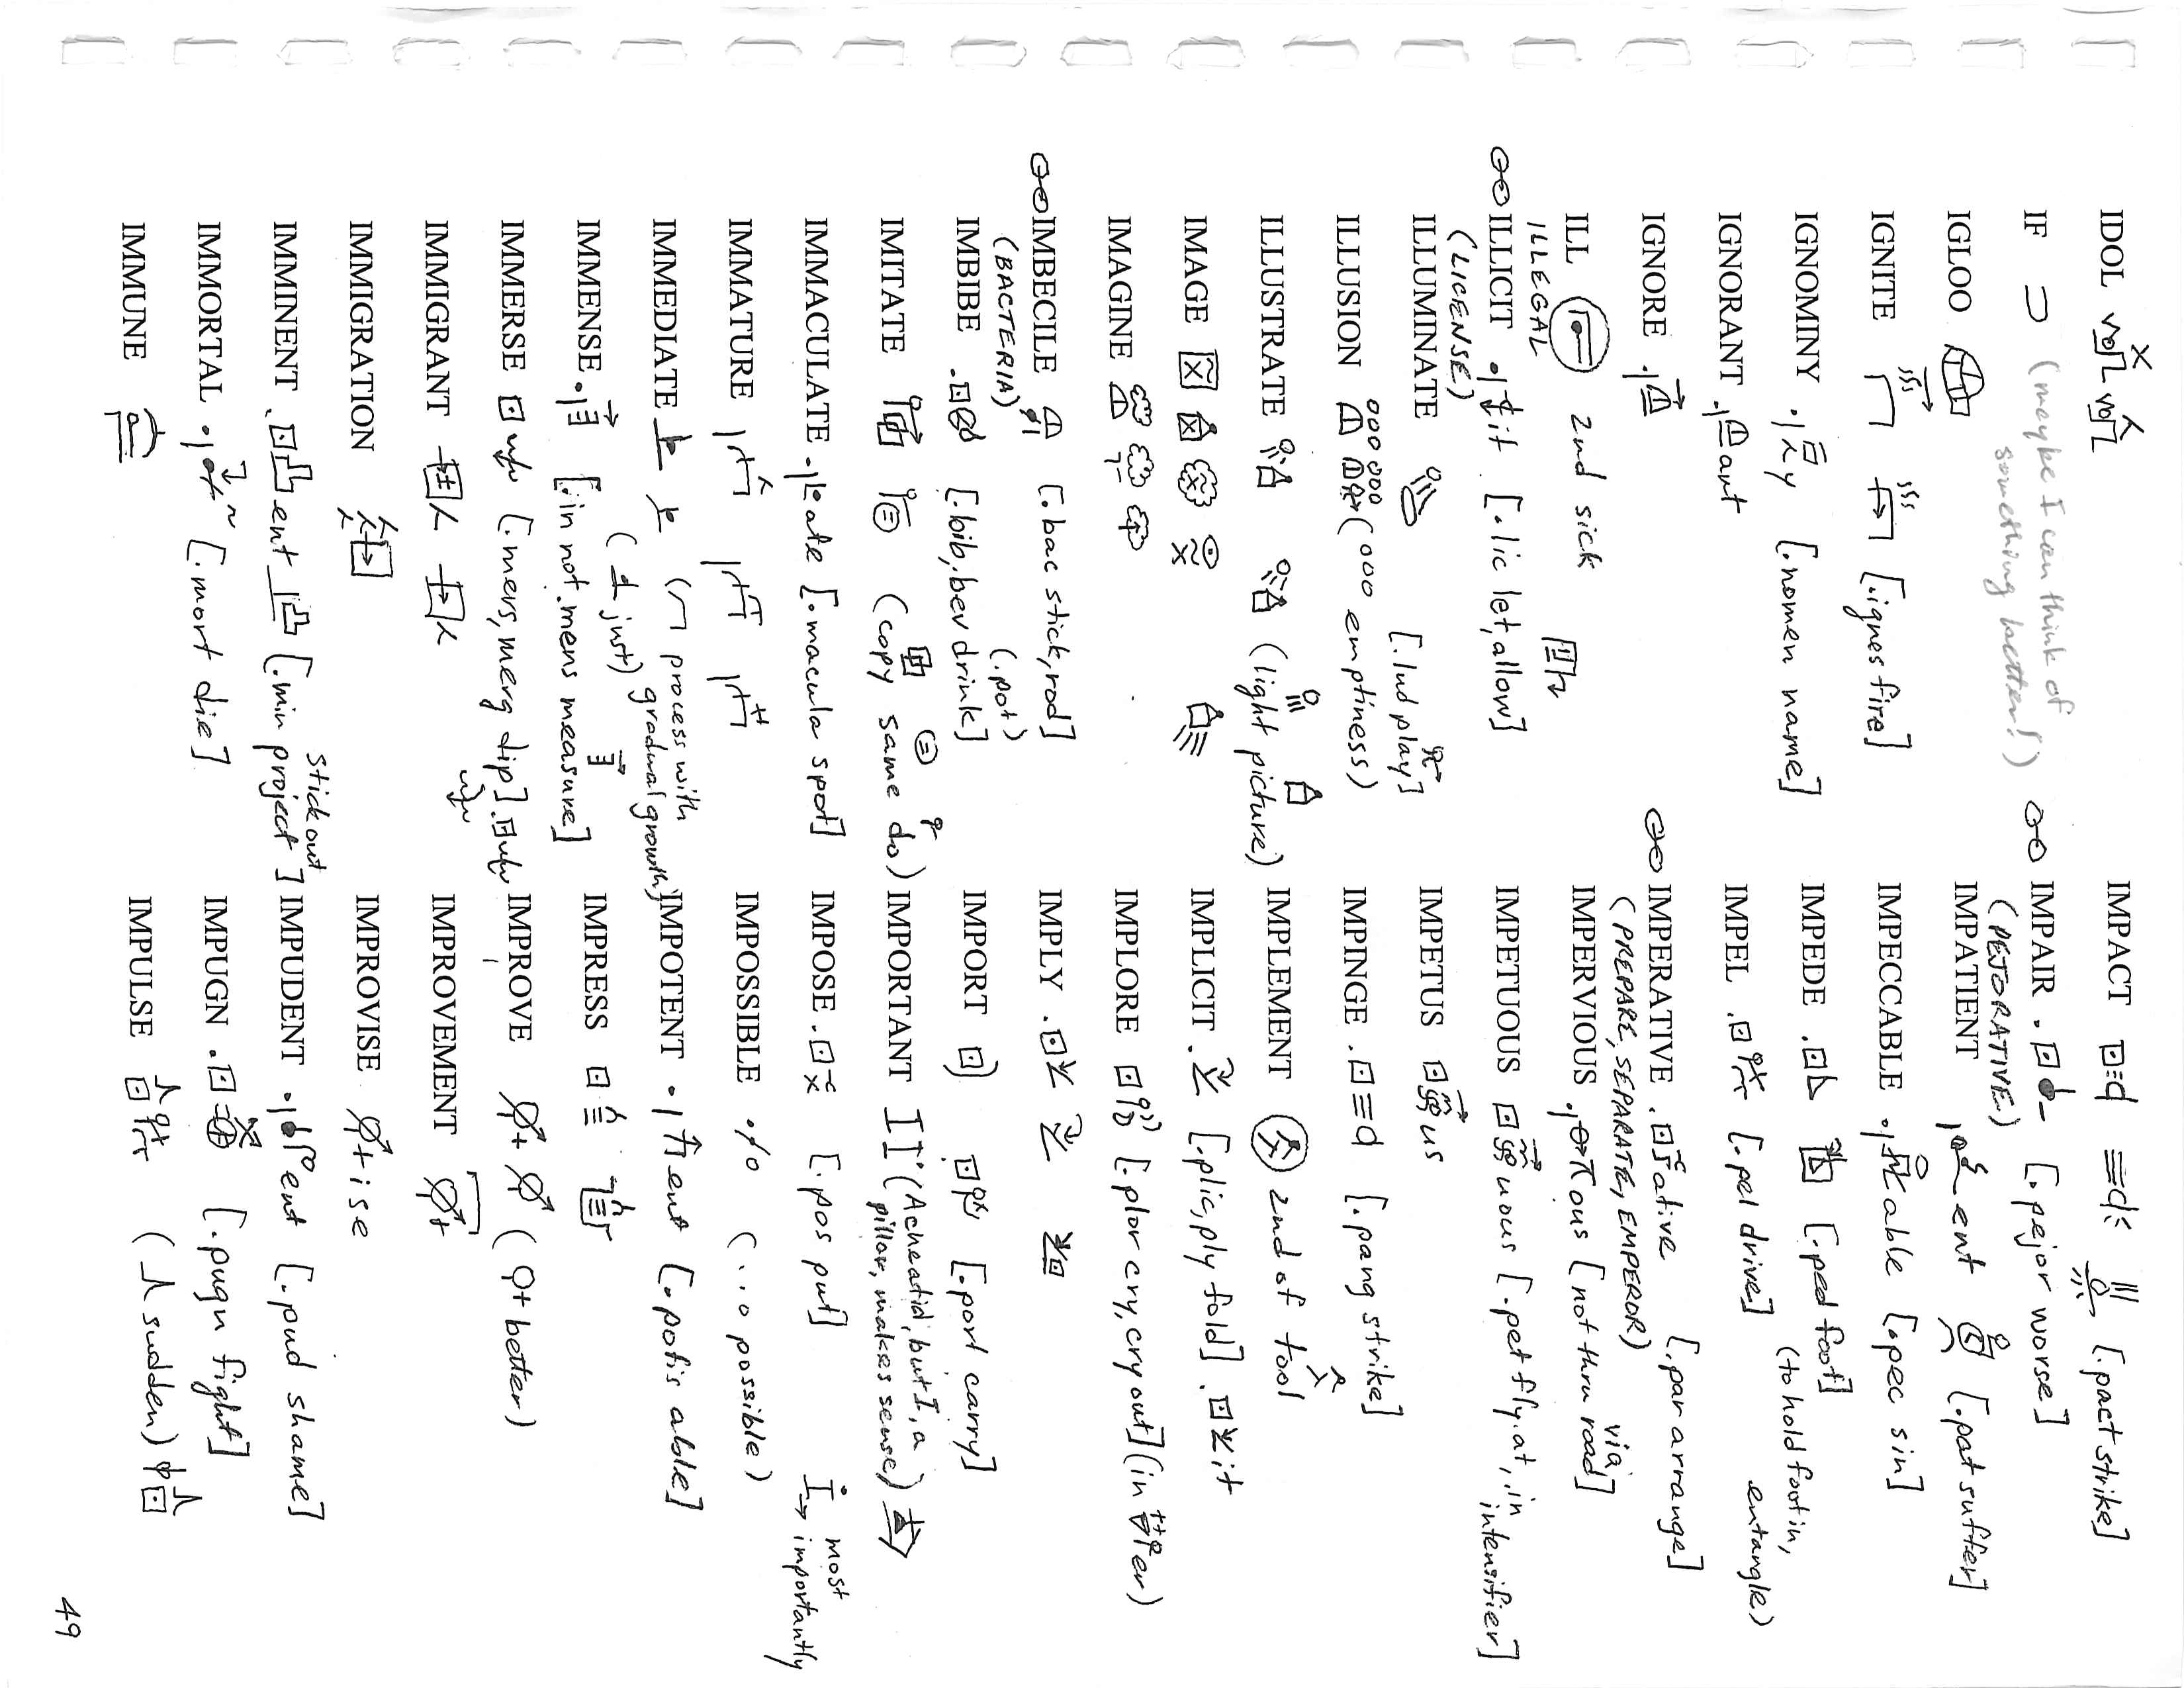 IDOL
IF (maybe I can think of
something better!)
IGLOO
IGNITE [.ignes fire]
IGNOMINY y [.nomen name]
IGNORANT ant
IGNORE
ILL 2nd sick
ILLEGAL
ILLICIT it [.lic let, allow]
(LICENSE)
ILLUMINATE
ILLUSION (ooo emptiness) [.lud play]
ILLUSTRATE (light picture)
IMAGE
IMAGINE
IMBECILE [.bac stick, rod]
(BACTERIA)
IMBIBE [.bib, .bev drink] (.pot)
IMITATE (copy same do)
IMMACULATE ate [.macula spot]
IMMATURE
IMMEDIATE ( process with
gradual growth)
( just)
IMMENSE [.in not .mens measure]
IMMERSE [.mers, merg dip]
IMMIGRANT
IMMIGRATION
IMMINENT ent [.min project]
stick out
IMMORTAL [.mort die]
IMMUNE
IMPACT [.pact strike]
IMPAIR [.pejor worse]
(PEJORATIVE)
IMPATIENT ent [.pat suffer]
IMPECCABLE able [.pec sin]
IMPEDE [.ped foot]
(to hold foot in,
entangle)
IMPEL [.pel drive]
IMPERATIVE ative [.par arrange]
(PREPARE, SEPARATE, EMPEROR)
IMPERVIOUS ous [not thru road]
via
IMPETUOUS uous [.pet fly.at, in
intensifier]
IMPETUS us
IMPINGE [.pang strike]
IMPLEMENT 2nd of tool
IMPLICIT [.plic, ply fold] it
IMPLORE [.plor cry, cry out] (in er)
IMPLY
IMPORT [.port carry]
IMPORTANT (Acneatid, but I, a
pillar, makes sense)
most
importantly
IMPOSE [.pos put]
IMPOSSIBLE (...o possible)
IMPOTENT ent [.potis able]
IMPRESS
IMPROVE ( better)
IMPROVEMENT
IMPROVISE ise
IMPUDENT ent [.pud shame]
IMPUGN [.pugn fight]
IMPULSE ( sudden)
49